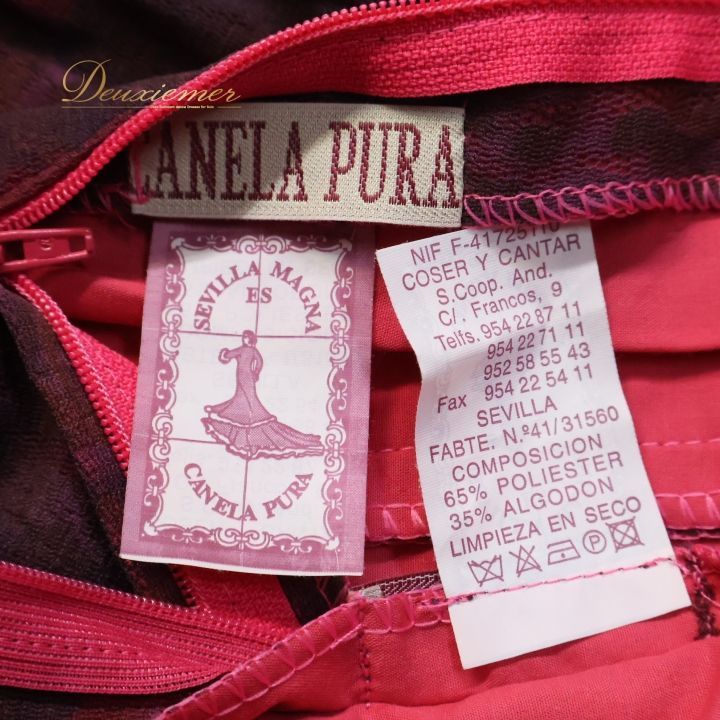 Deuxiemer
CANELA PURA
SEVILLA MAGNA
ES
CANELA PURA
NIF F-41725110
COSER Y CANTAR
S.Coop. And.
C/. Francos, 9
Telfs. 954 22 87 11
954 22 71 11
952 58 55 43
Fax 954 22 54 11
SEVILLA
FABTE. N.º 41/31560
COMPOSICION
65% POLIESTER
35% ALGODON
LIMPIEZA EN SECO